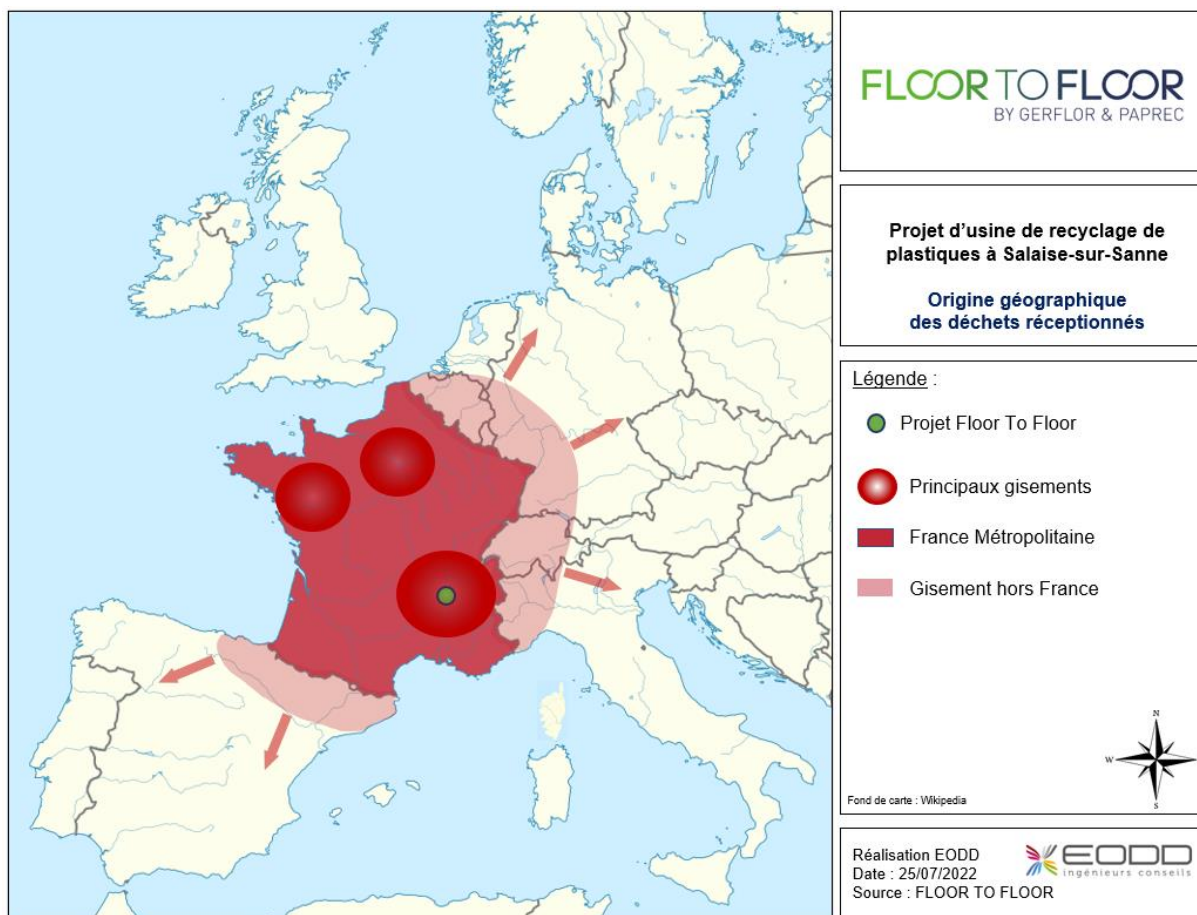 FLOOR TO FLOOR
BY GERFLOR & PAPREC
Projet d'usine de recyclage de
plastiques à Salaise-sur-Sanne
Origine géographique
des déchets réceptionnés
Légende :
Projet Floor To Floor
Principaux gisements
France Métropolitaine
Gisement hors France
N
W
S
Fond de carte : Wikipedia
Réalisation EODD
Date : 25/07/2022
Source : FLOOR TO FLOOR
EODD
ingénieurs conseils